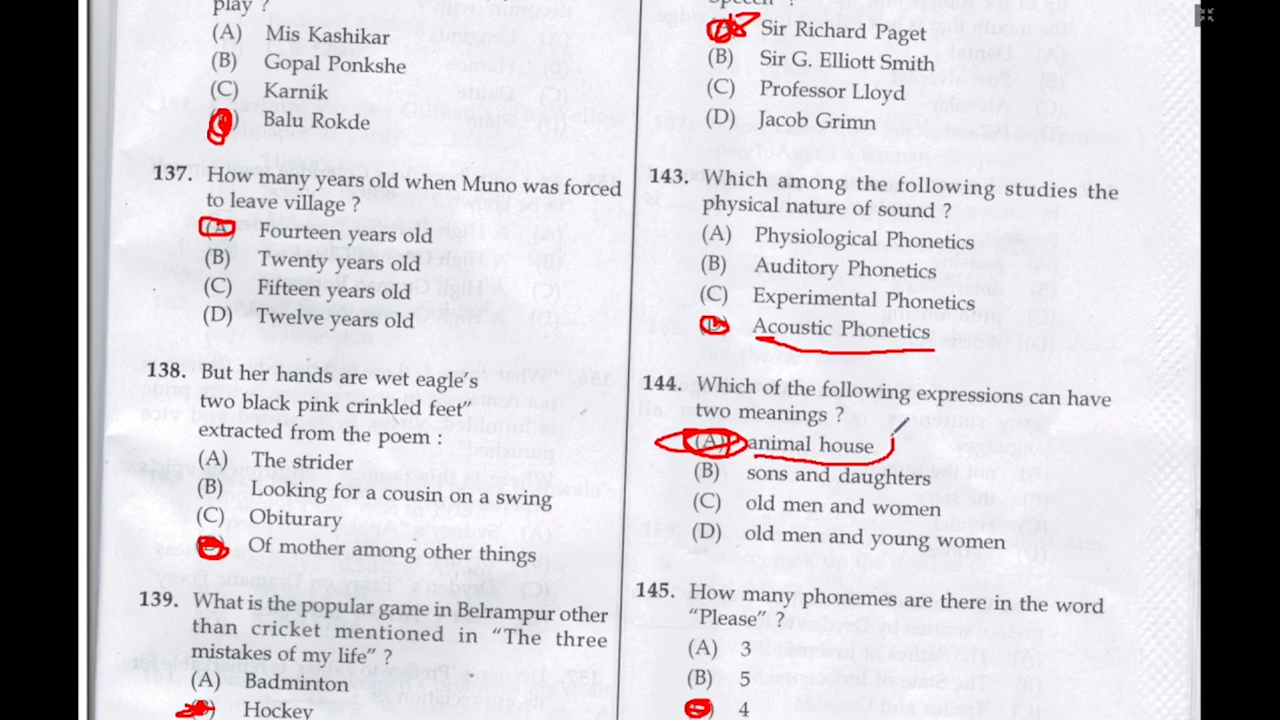 play ?
(A) Mis Kashikar
(B) Gopal Ponkshe
(C) Karnik
Balu Rokde
137. How many years old when Muno was forced
to leave village ?
(A) Fourteen years old
(B) Twenty years old
(C) Fifteen years old
(D) Twelve years old
138. But her hands are wet eagle's
two black pink crinkled feet"
extracted from the poem :
(A) The strider
(B) Looking for a cousin on a swing
(C) Obiturary
Of mother among other things
139. What is the popular game in Belrampur other
than cricket mentioned in "The three
mistakes of my life" ?
(A) Badminton
Hockey
Speech ?
Sir Richard Paget
(B) Sir G. Elliott Smith
(C) Professor Lloyd
(D) Jacob Grimn
143. Which among the following studies the
physical nature of sound ?
(A) Physiological Phonetics
(B) Auditory Phonetics
(C) Experimental Phonetics
Acoustic Phonetics
144. Which of the following expressions can have
two meanings ?
(A) animal house
(B) sons and daughters
(C) old men and women
(D) old men and young women
145. How many phonemes are there in the word
"Please" ?
(A) 3
(B) 5
4